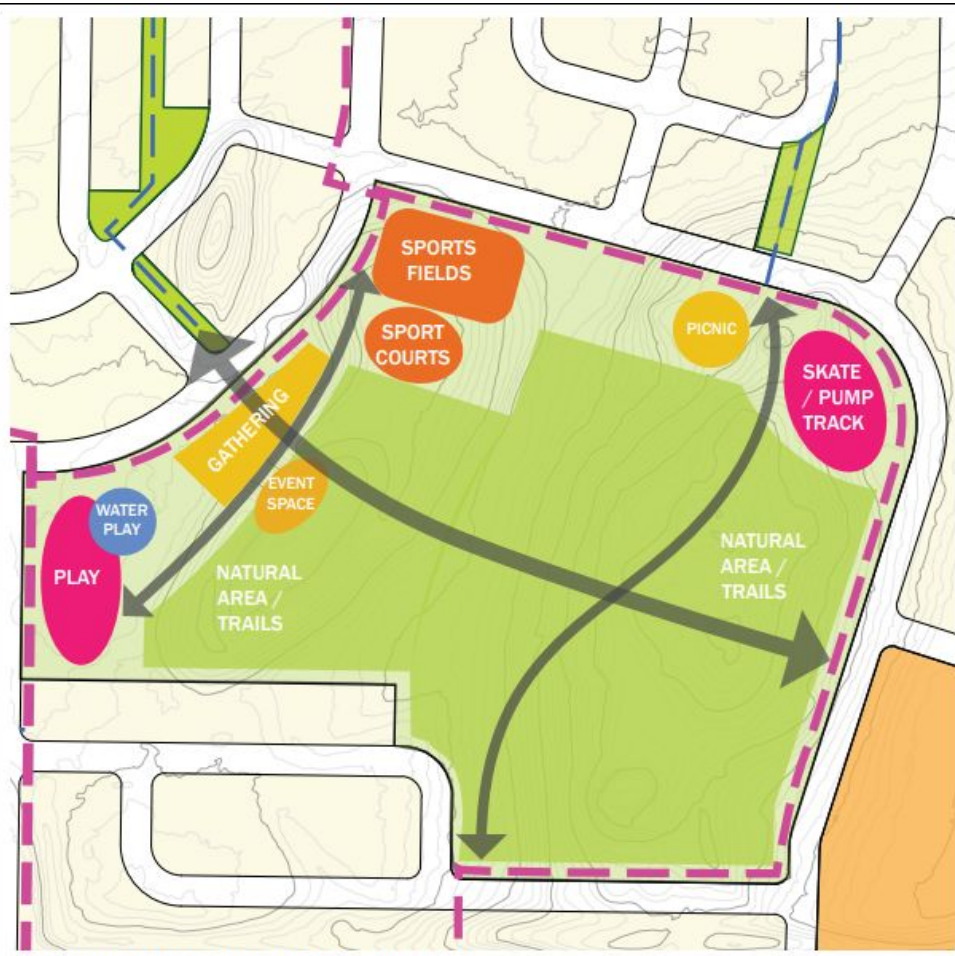 SPORTS
FIELDS
SPORT
COURTS
PICNIC
SKATE
/ PUMP
TRACK
GATHERING
EVENT
SPACE
WATER
PLAY
PLAY
NATURAL
AREA /
TRAILS
NATURAL
AREA /
TRAILS